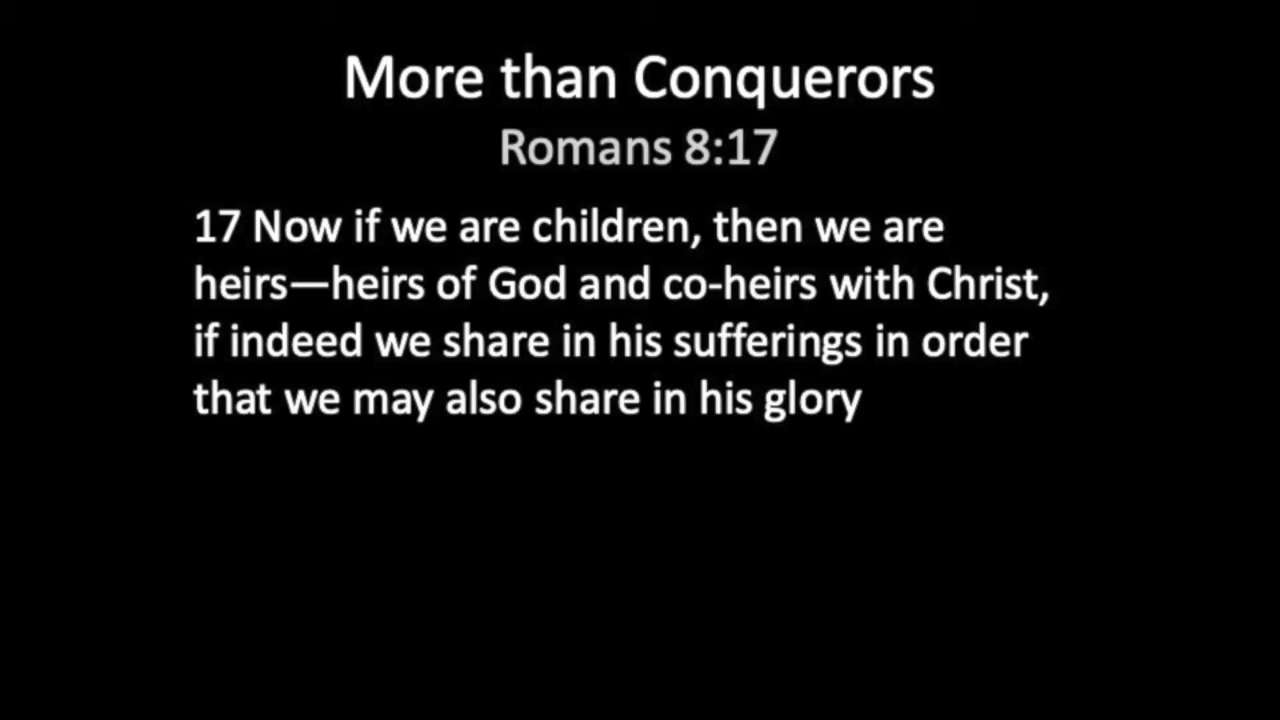 More than Conquerors
Romans 8:17
17 Now if we are children, then we are
heirs—heirs of God and co-heirs with Christ,
if indeed we share in his sufferings in order
that we may also share in his glory